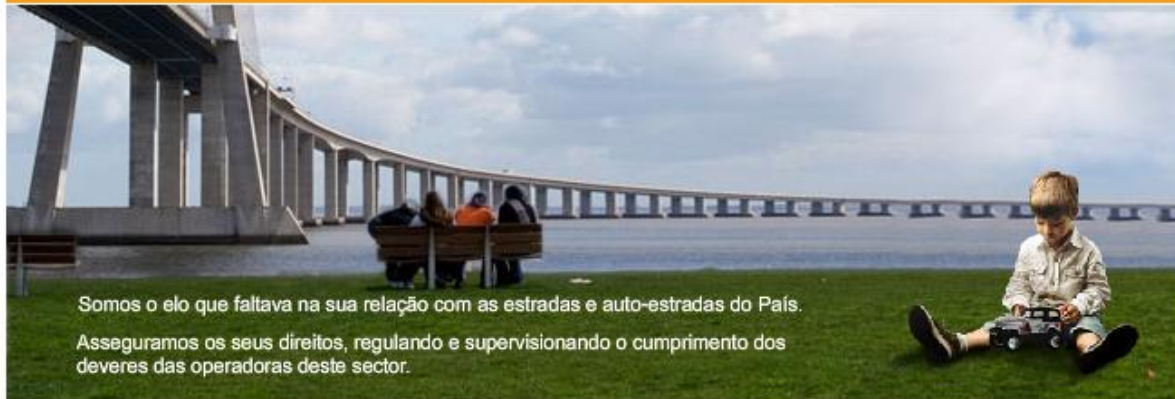 Somos o elo que faltava na sua relação com as estradas e auto-estradas do País.
Asseguramos os seus direitos, regulando e supervisionando o cumprimento dos
deveres das operadoras deste sector.